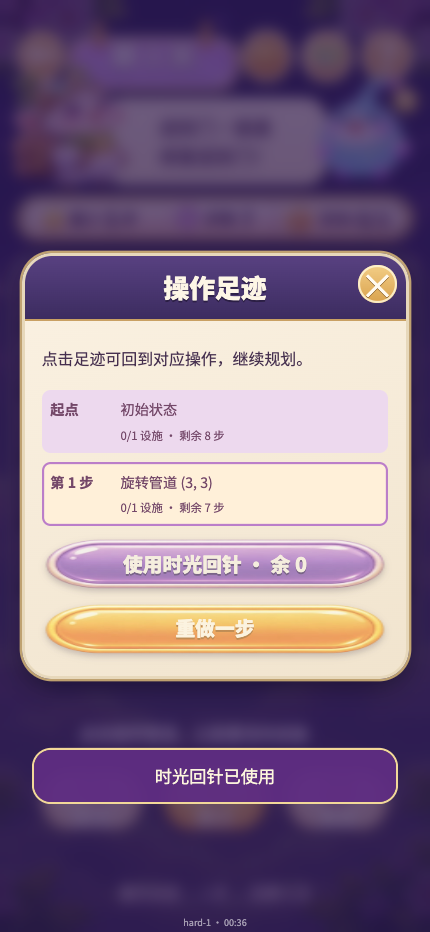 操作足迹
点击足迹可回到对应操作，继续规划。
起点 初始状态
0/1 设施 · 剩余 8 步
第 1 步 旋转管道 (3, 3)
0/1 设施 · 剩余 7 步
使用时光回针 · 余 0
重做一步
时光回针已使用
hard-1 · 00:36